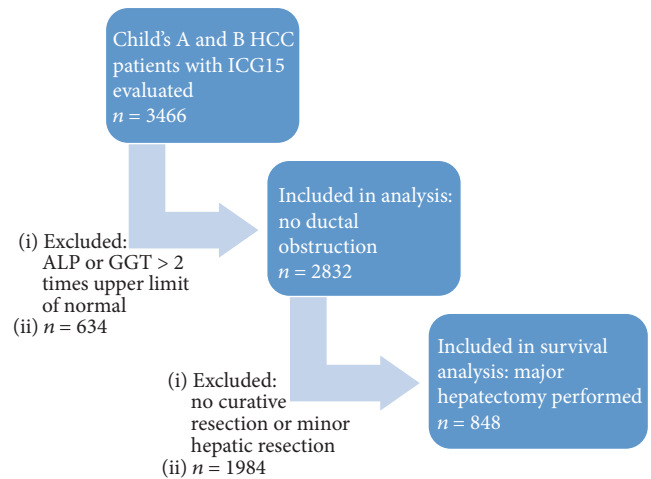 Child's A and B HCC
patients with ICG15
evaluated
n = 3466
(i) Excluded:
ALP or GGT > 2
times upper limit
of normal
(ii) n = 634
Included in analysis:
no ductal
obstruction
n = 2832
(i) Excluded:
no curative
resection or minor
hepatic resection
(ii) n = 1984
Included in survival
analysis: major
hepatectomy performed
n = 848